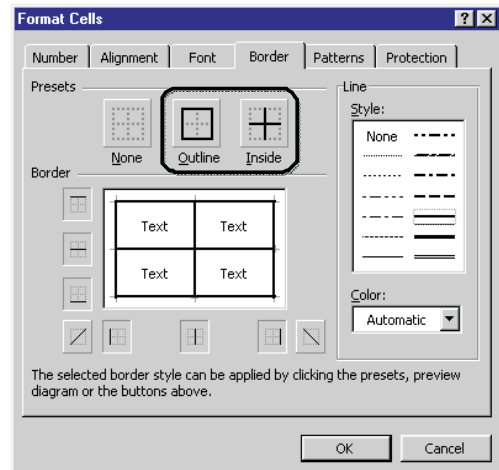 Format Cells
Number Alignment Font Border Patterns Protection
Presets
None Outline Inside
Line
Style:
None
Border
Text Text
Text Text
Color:
Automatic
The selected border style can be applied by clicking the presets, preview
diagram or the buttons above.
OK Cancel